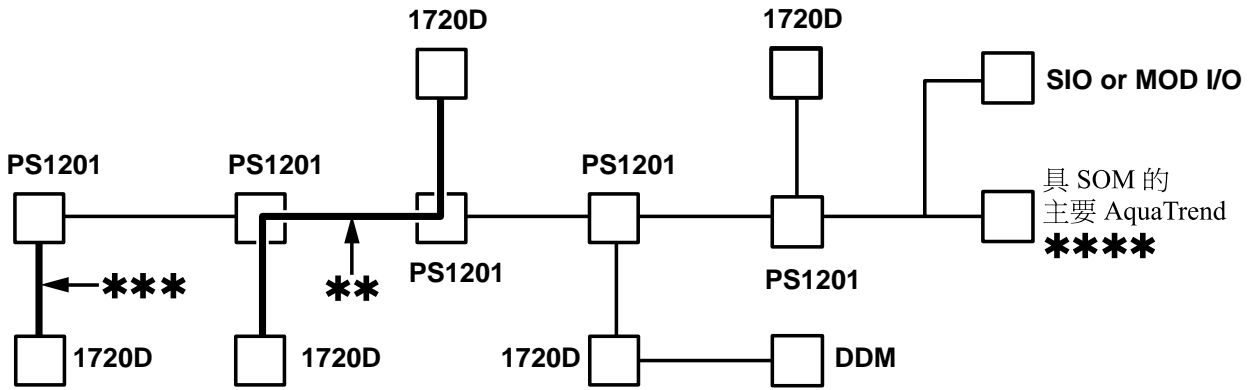 1720D
1720D
SIO or MOD I/O
PS1201
PS1201
PS1201
具 SOM 的
主要 AquaTrend
✱✱✱✱
PS1201
PS1201
✱✱✱
✱✱
1720D
1720D
1720D
DDM